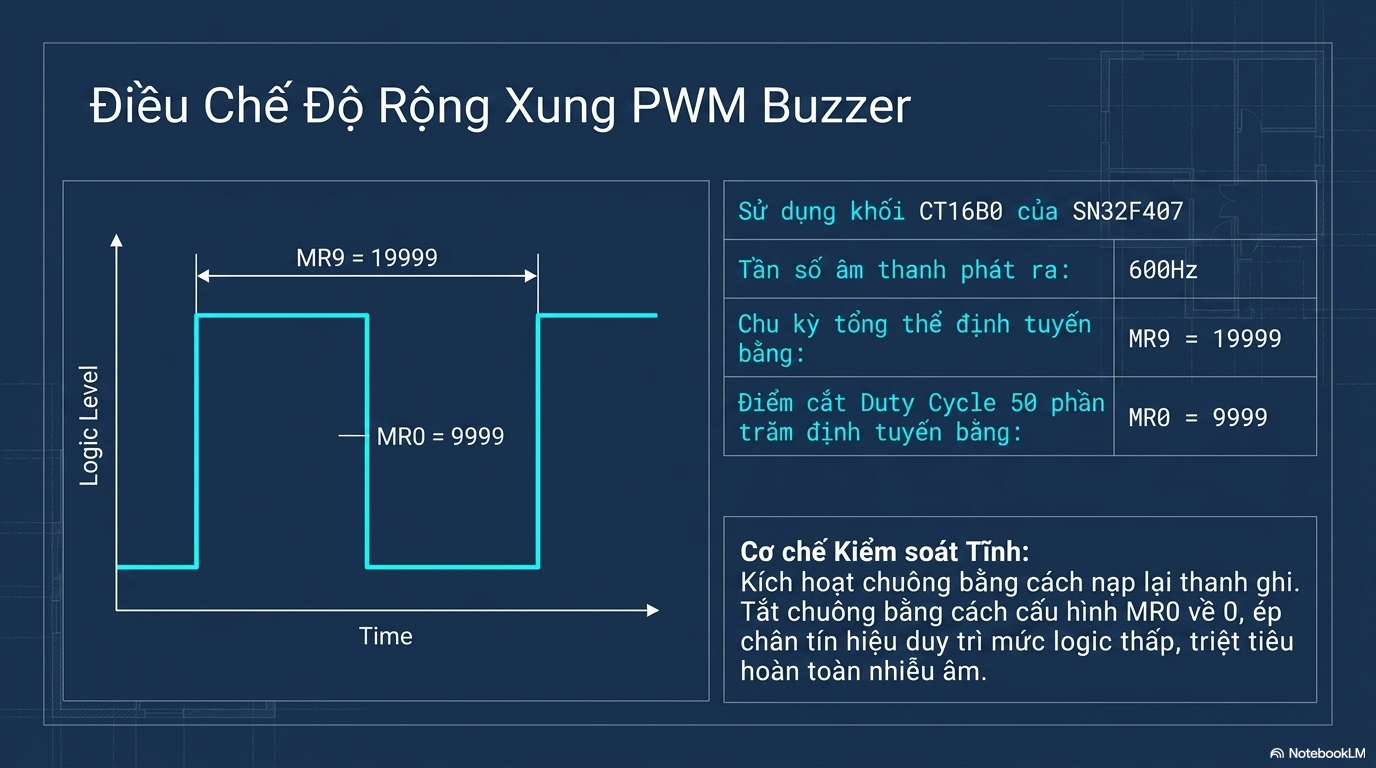 Điều Chế Độ Rộng Xung PWM Buzzer
MR9 = 19999
MR0 = 9999
Logic Level
Time
Sử dụng khối CT16B0 của SN32F407
Tần số âm thanh phát ra: 600Hz
Chu kỳ tổng thể định tuyến
bằng:
MR9 = 19999
Điểm cắt Duty Cycle 50 phần
trăm định tuyến bằng:
MR0 = 9999
Cơ chế Kiểm soát Tĩnh:
Kích hoạt chuông bằng cách nạp lại thanh ghi.
Tắt chuông bằng cách cấu hình MR0 về 0, ép
chân tín hiệu duy trì mức logic thấp, triệt tiêu
hoàn toàn nhiễu âm.
NotebookLM